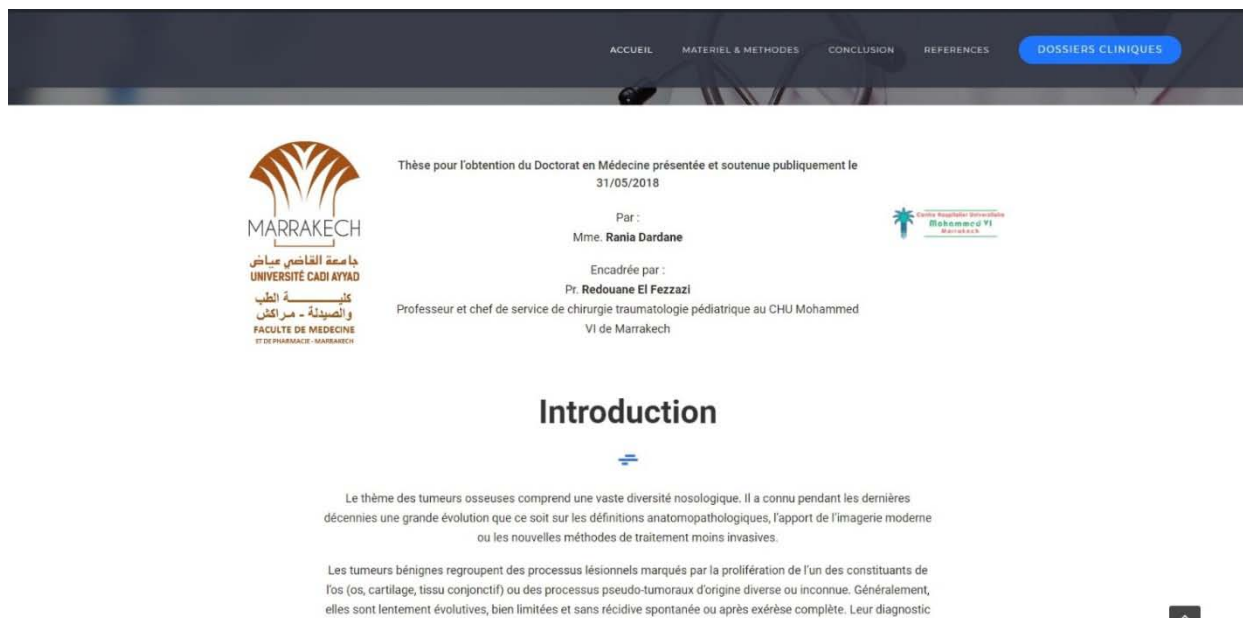 ACCUEIL MATERIEL & METHODES CONCLUSION REFERENCES DOSSIERS CLINIQUES
MARRAKECH
جامعة القاضي عياض
UNIVERSITÉ CADI AYYAD
كليـــــة الطب
والصيدلة - مراكش
FACULTE DE MEDECINE
ET DE PHARMACIE - MARRAKECH
Thèse pour l'obtention du Doctorat en Médecine présentée et soutenue publiquement le
31/05/2018
Par :
Mme. Rania Dardane
Encadrée par :
Pr. Redouane El Fezzazi
Professeur et chef de service de chirurgie traumatologie pédiatrique au CHU Mohammed
VI de Marrakech
Centre Hospitalier Universitaire
Mohammed VI
Marrakech
Introduction
Le thème des tumeurs osseuses comprend une vaste diversité nosologique. Il a connu pendant les dernières
décennies une grande évolution que ce soit sur les définitions anatomopathologiques, l'apport de l'imagerie moderne
ou les nouvelles méthodes de traitement moins invasives.
Les tumeurs bénignes regroupent des processus lésionnels marqués par la prolifération de l'un des constituants de
l'os (os, cartilage, tissu conjonctif) ou des processus pseudo-tumoraux d'origine diverse ou inconnue. Généralement,
elles sont lentement évolutives, bien limitées et sans récidive spontanée ou après exérèse complète. Leur diagnostic